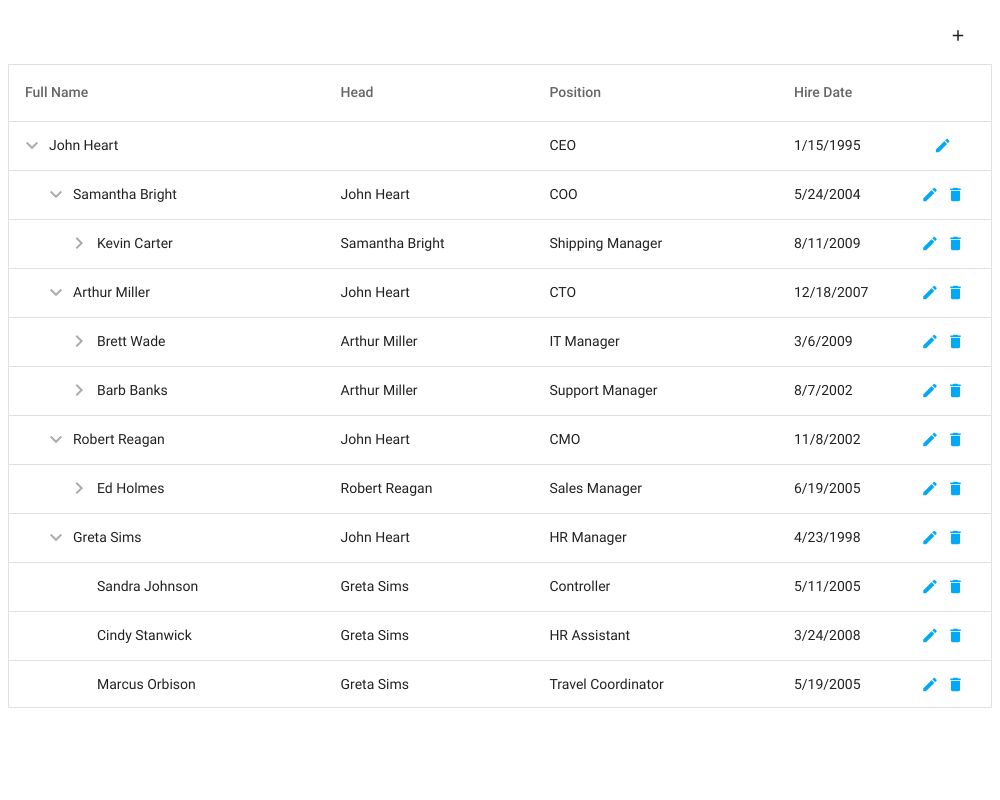 +
Full Name Head Position Hire Date
John Heart CEO 1/15/1995
Samantha Bright John Heart COO 5/24/2004
Kevin Carter Samantha Bright Shipping Manager 8/11/2009
Arthur Miller John Heart CTO 12/18/2007
Brett Wade Arthur Miller IT Manager 3/6/2009
Barb Banks Arthur Miller Support Manager 8/7/2002
Robert Reagan John Heart CMO 11/8/2002
Ed Holmes Robert Reagan Sales Manager 6/19/2005
Greta Sims John Heart HR Manager 4/23/1998
Sandra Johnson Greta Sims Controller 5/11/2005
Cindy Stanwick Greta Sims HR Assistant 3/24/2008
Marcus Orbison Greta Sims Travel Coordinator 5/19/2005